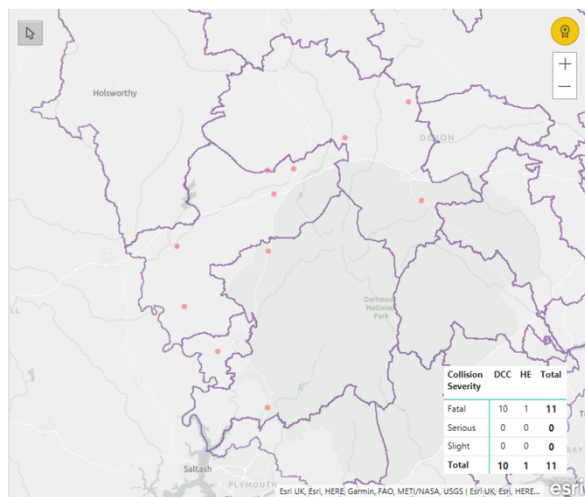 Holsworthy
DEVON
Dartmoor
National
Park
Collision Severity DCC HE Total
Fatal 10 1 11
Serious 0 0 0
Slight 0 0 0
Total 10 1 11
Saltash
PLYMOUTH
Esri UK, Esri, HERE, Garmin, FAO, METI/NASA, USGS | Esri UK, Esri, HERE...
esri